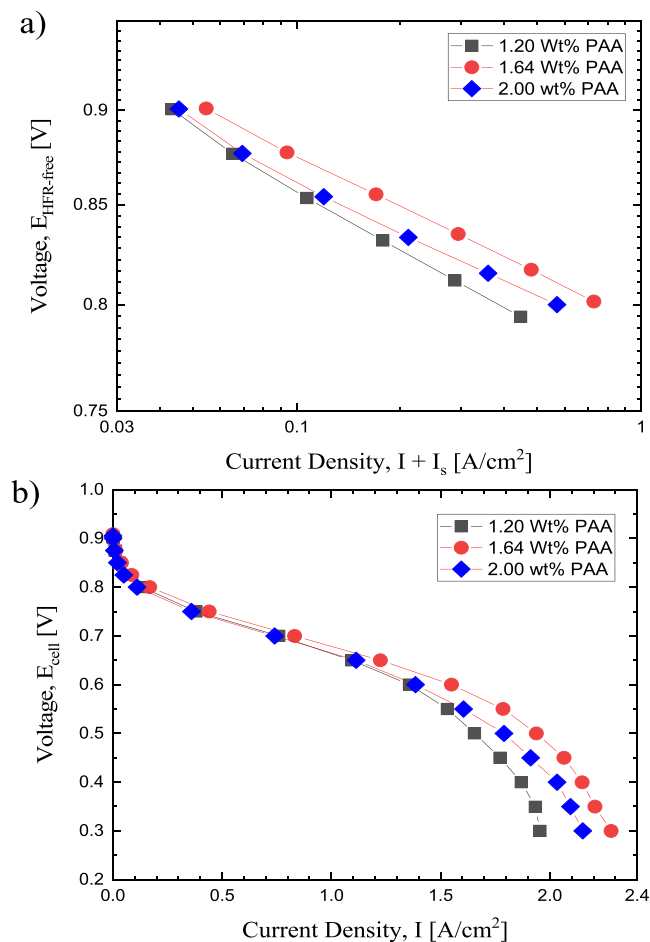 a)
1.20 Wt% PAA
1.64 Wt% PAA
2.00 wt% PAA
0.9
0.85
0.8
0.75
Voltage, E_HFR-free [V]
0.03 0.1 1
Current Density, I + I_s [A/cm²]
b)
1.20 Wt% PAA
1.64 Wt% PAA
2.00 wt% PAA
1.0
0.9
0.8
0.7
0.6
0.5
0.4
0.3
0.2
Voltage, E_cell [V]
0.0 0.5 1.0 1.5 2.0 2.4
Current Density, I [A/cm²]